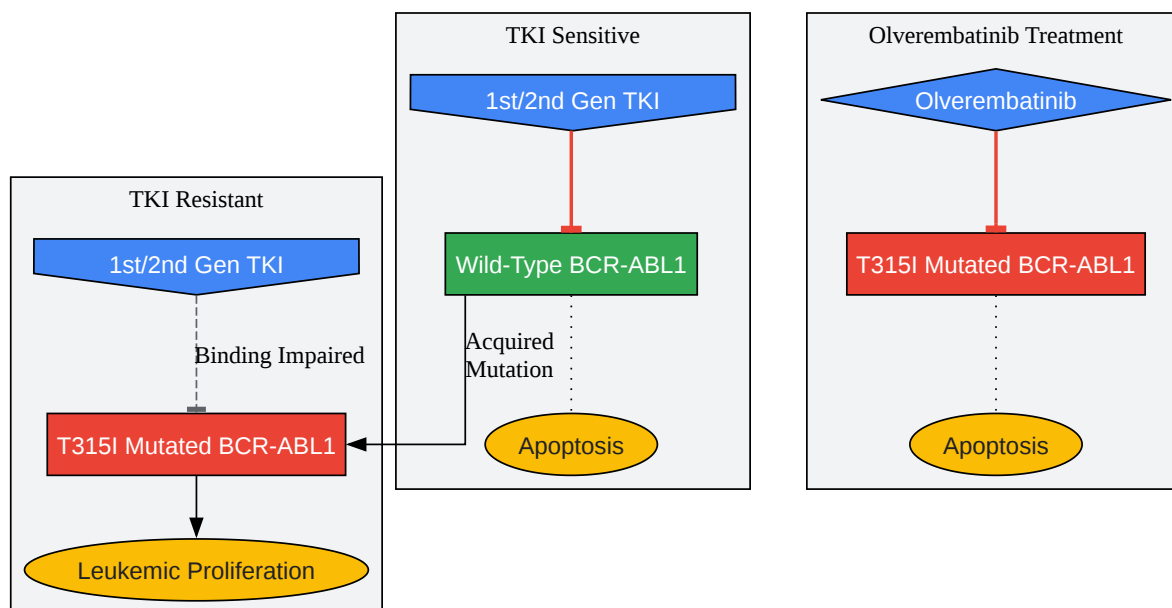 TKI Sensitive
1st/2nd Gen TKI
Wild-Type BCR-ABL1
Acquired
Mutation
Apoptosis
Olverembatinib Treatment
Olverembatinib
T315I Mutated BCR-ABL1
Apoptosis
TKI Resistant
1st/2nd Gen TKI
Binding Impaired
T315I Mutated BCR-ABL1
Leukemic Proliferation